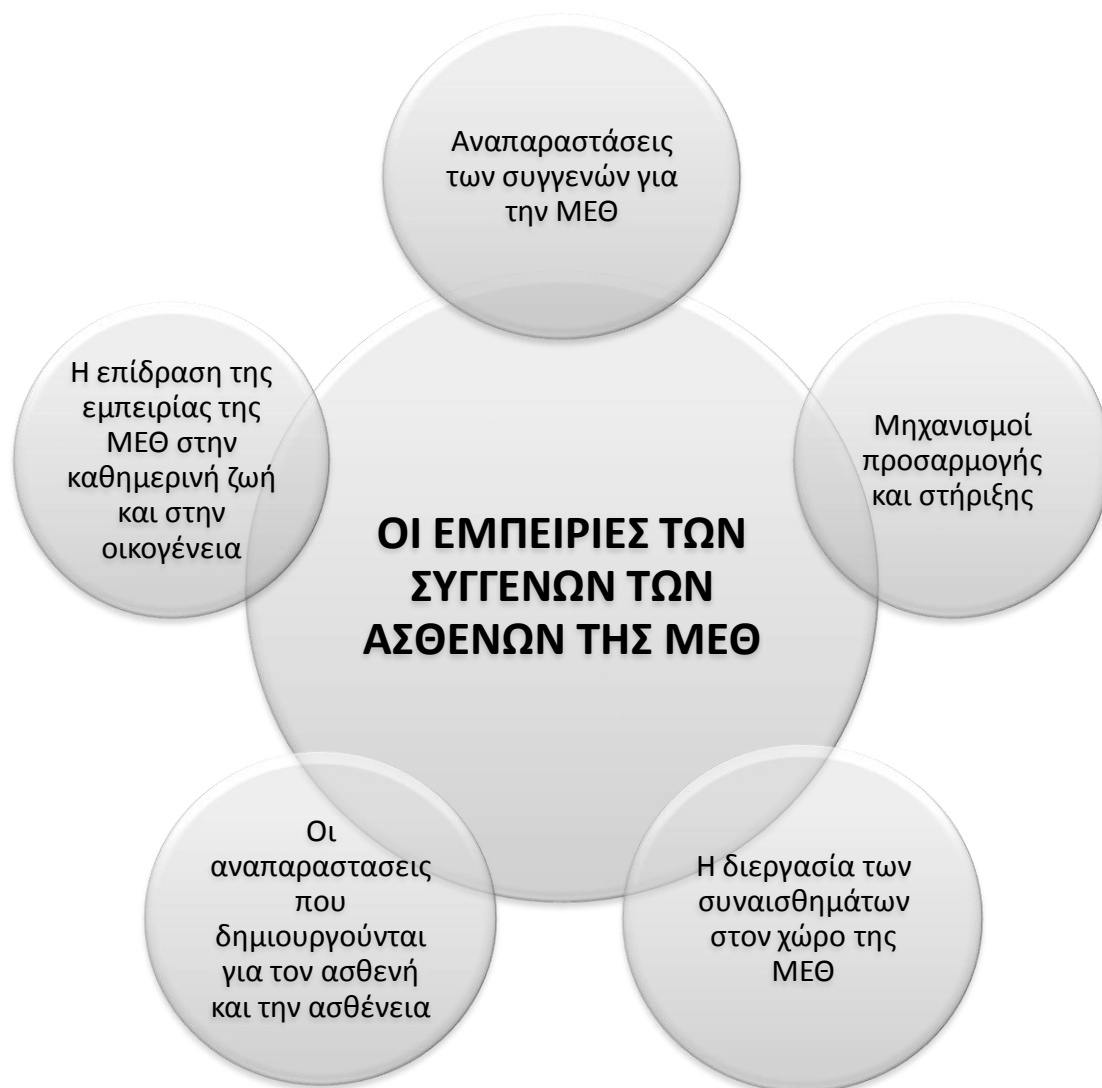 Αναπαραστάσεις
των συγγενών για
την ΜΕΘ
Η επίδραση της
εμπειρίας της
ΜΕΘ στην
καθημερινή ζωή
και στην
οικογένεια
Μηχανισμοί
προσαρμογής
και στήριξης
ΟΙ ΕΜΠΕΙΡΙΕΣ ΤΩΝ
ΣΥΓΓΕΝΩΝ ΤΩΝ
ΑΣΘΕΝΩΝ ΤΗΣ ΜΕΘ
Οι
αναπαραστασεις
που
δημιουργούνται
για τον ασθενή
και την ασθένεια
Η διεργασία των
συναισθημάτων
στον χώρο της
ΜΕΘ